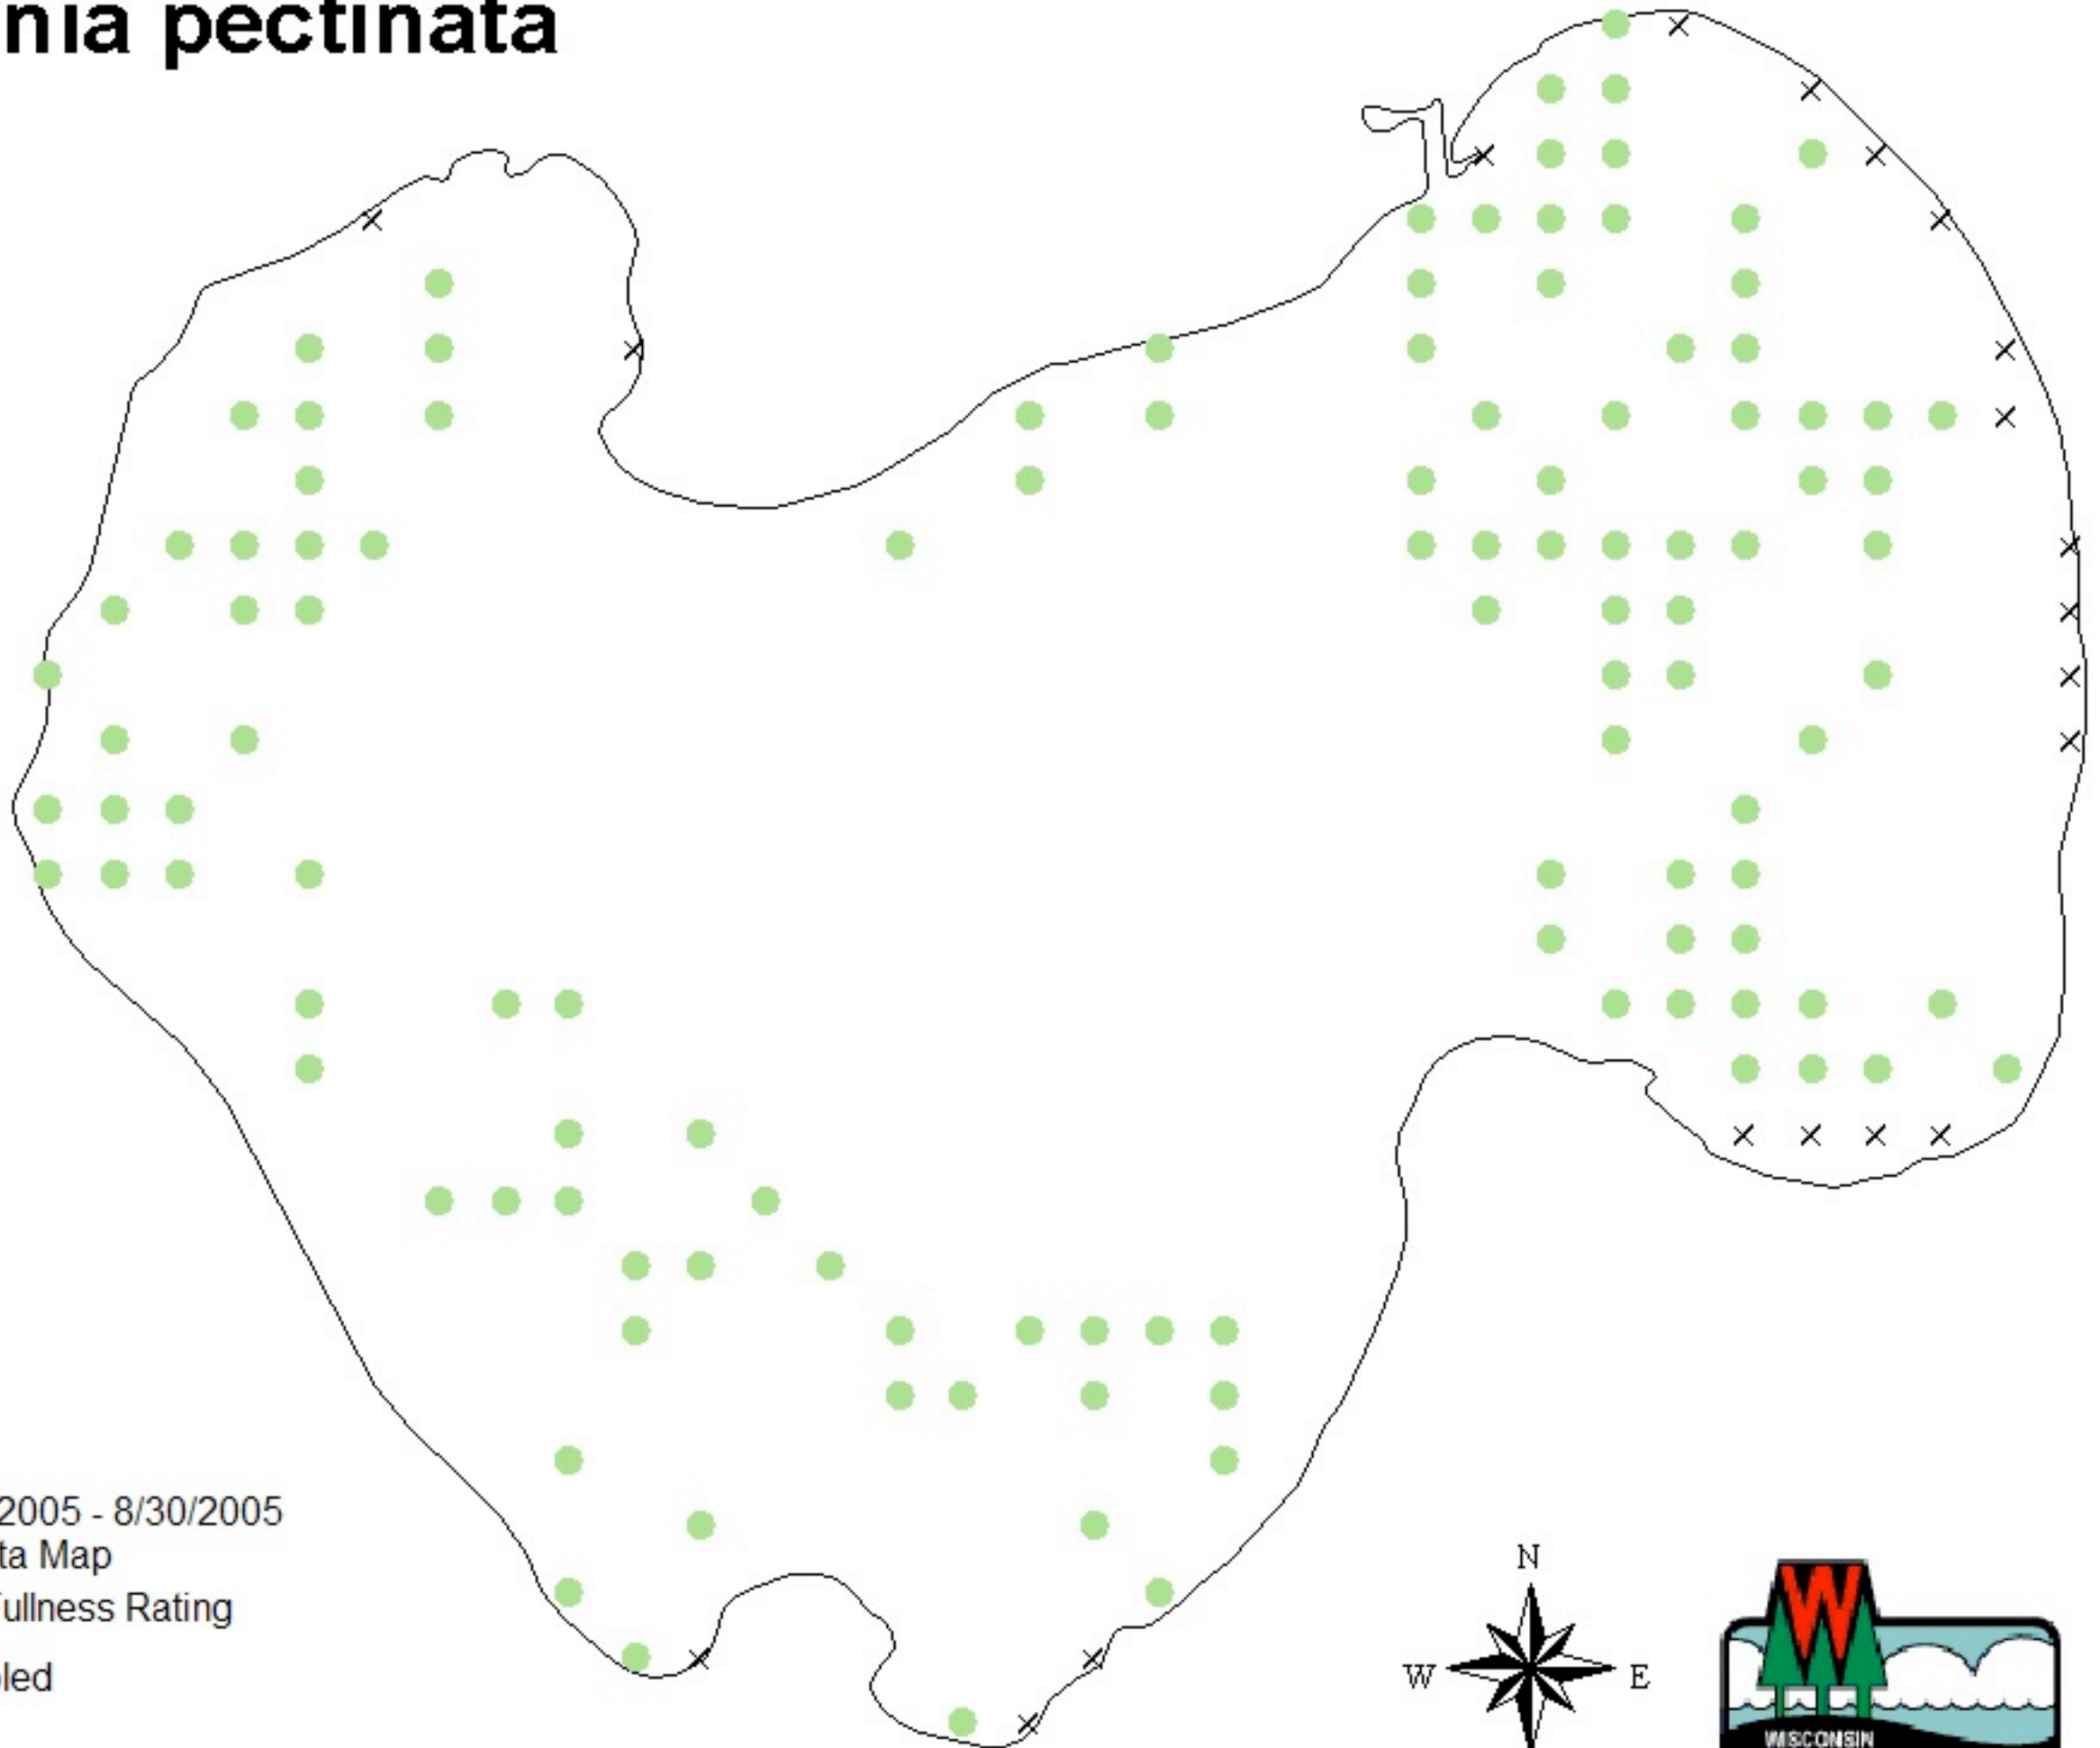 nia pectinata
2005 - 8/30/2005
ta Map
ullness Rating
led
N
W E
WISCONSIN